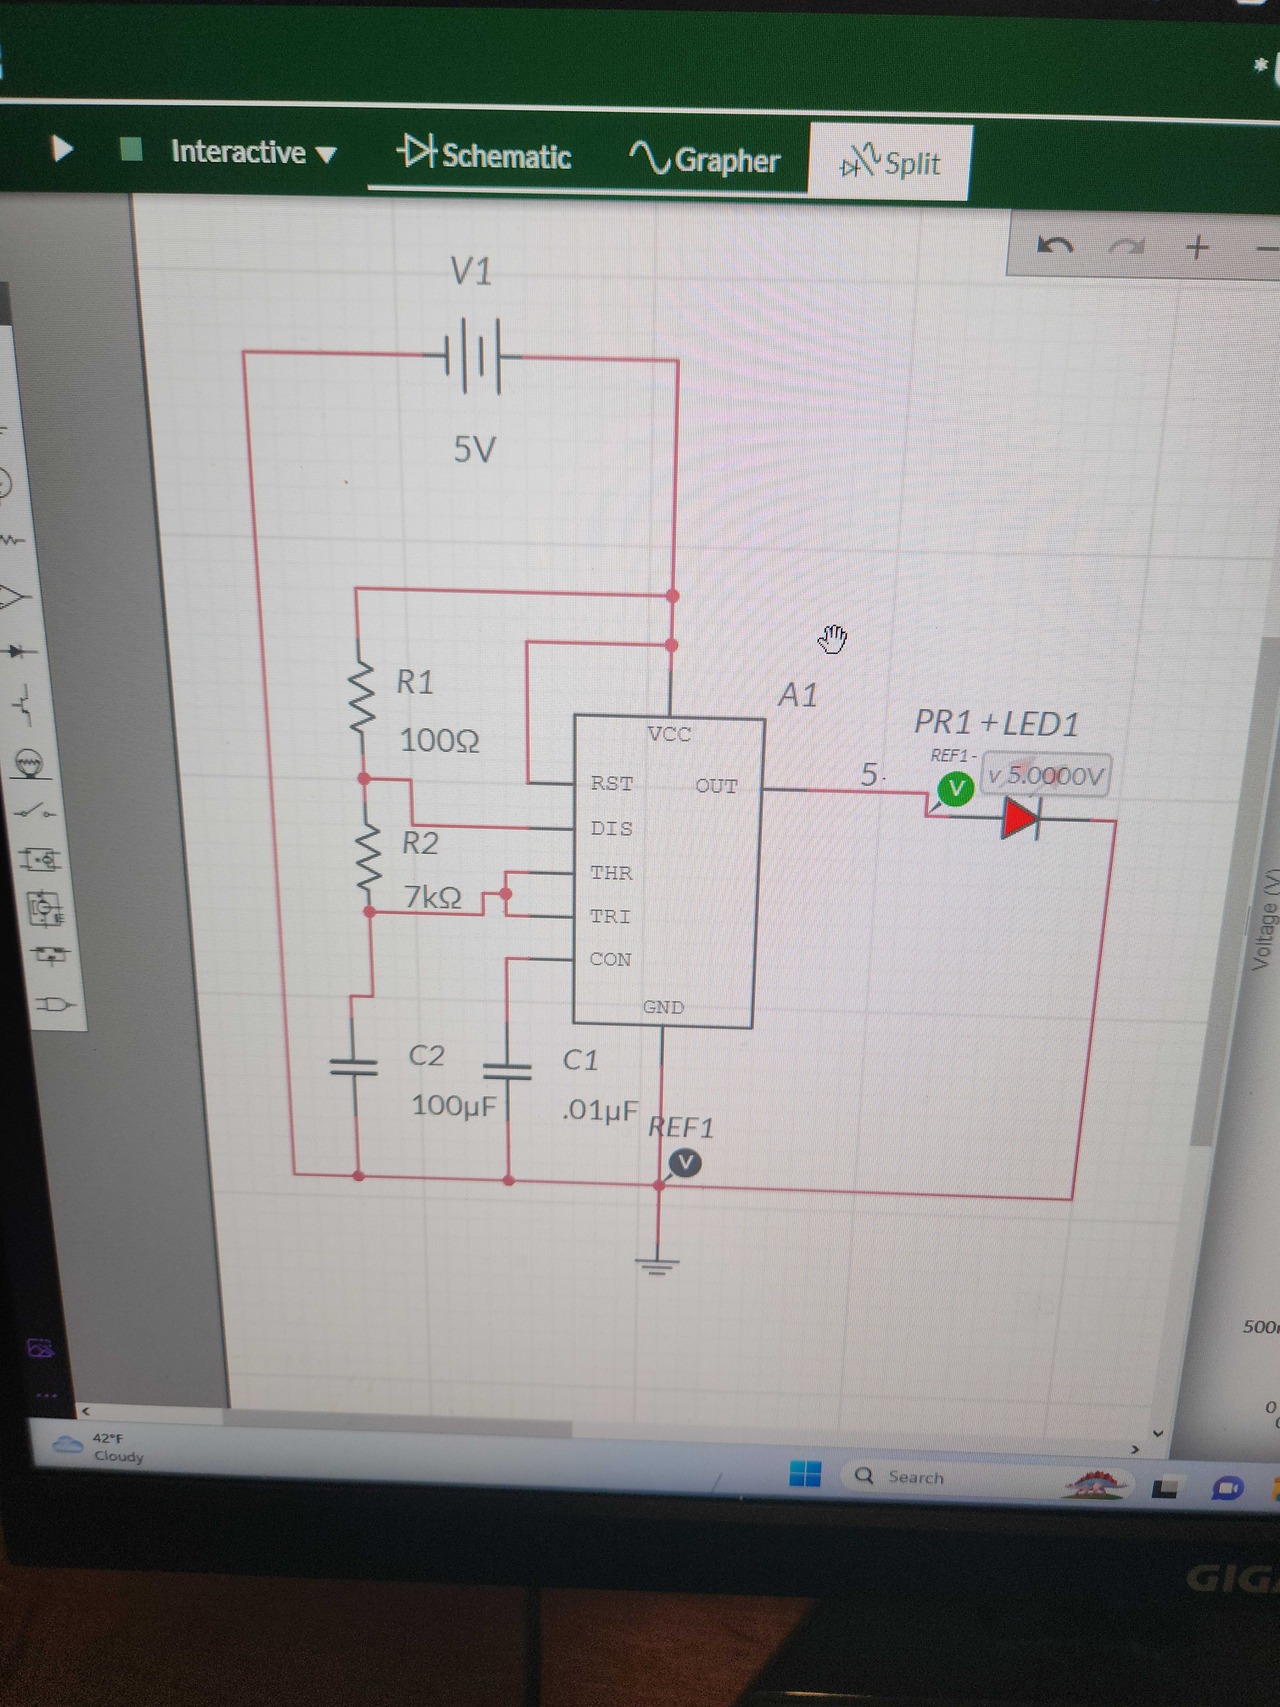 Interactive ▼ Schematic Grapher Split
V1
5V
R1
100Ω
A1
VCC
RST OUT
DIS
THR
TRI
CON
GND
5.
PR1 + LED1
REF1 -
V
v 5.0000V
R2
7kΩ
C2
100µF
C1
.01µF
REF1
V
Voltage (V)
500
0
42°F
Cloudy
Search